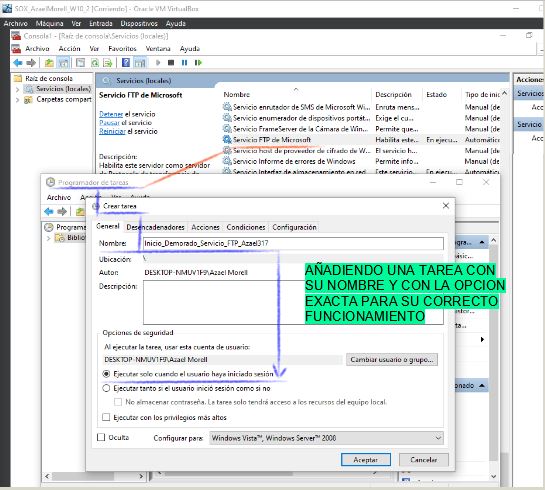 SOX_AzaelMorell_W10_2 [Corriendo] - Oracle VM VirtualBox
Archivo Máquina Ver Entrada Dispositivos Ayuda
Console1 - [Raíz de consola\Servicios (locales)]
Archivo Acción Ver Favoritos Ventana Ayuda
Raíz de consola
Servicios (locales)
Carpetas compart
Servicios (locales)
Servicio FTP de Microsoft
Detener el servicio
Pausar el servicio
Reiniciar el servicio
Descripción:
Habilita este servidor como servidor
Nombre Descripción Estado Tipo de inic
Servicio enrutador de SMS de Microsoft Wi... Enruta mens... Manual (de
Servicio enumerador de dispositivos portát... Exige el cu... Manual (de
Servicio FrameServer de la Cámara de Win... Permite que... Manual (de
Servicio FTP de Microsoft Habilita este... En ejecu... Automátic
Servicio host de proveedor de cifrado de W... El servicio h... Manual (de
Servicio Informe de errores de Windows Permite info... Manual (de
Servicio Interfaz de almacenamiento en red
Acciones
Servicios
Acc
Servicio
Acc
Programador de tareas
Archivo Acción Ver Ayuda
Programa
Bibliot
Crear tarea
General Desencadenadores Acciones Condiciones Configuración
Nombre: Inicio_Demorado_Servicio_FTP_Azael317
Ubicación: \
Autor: DESKTOP-NMUV1F9\Azael Morell
Descripción:
AÑADIENDO UNA TAREA CON
SU NOMBRE Y CON LA OPCION
EXACTA PARA SU CORRECTO
FUNCIONAMIENTO
Opciones de seguridad
Al ejecutar la tarea, usar esta cuenta de usuario:
DESKTOP-NMUV1F9\Azael Morell
Cambiar usuario o grupo...
Ejecutar solo cuando el usuario haya iniciado sesión
Ejecutar tanto si el usuario inició sesión como si no
No almacenar contraseña. La tarea solo tendrá acceso a los recursos del equipo local.
Ejecutar con los privilegios más altos
Oculta Configurar para: Windows Vista™, Windows Server™ 2008
Aceptar Cancelar